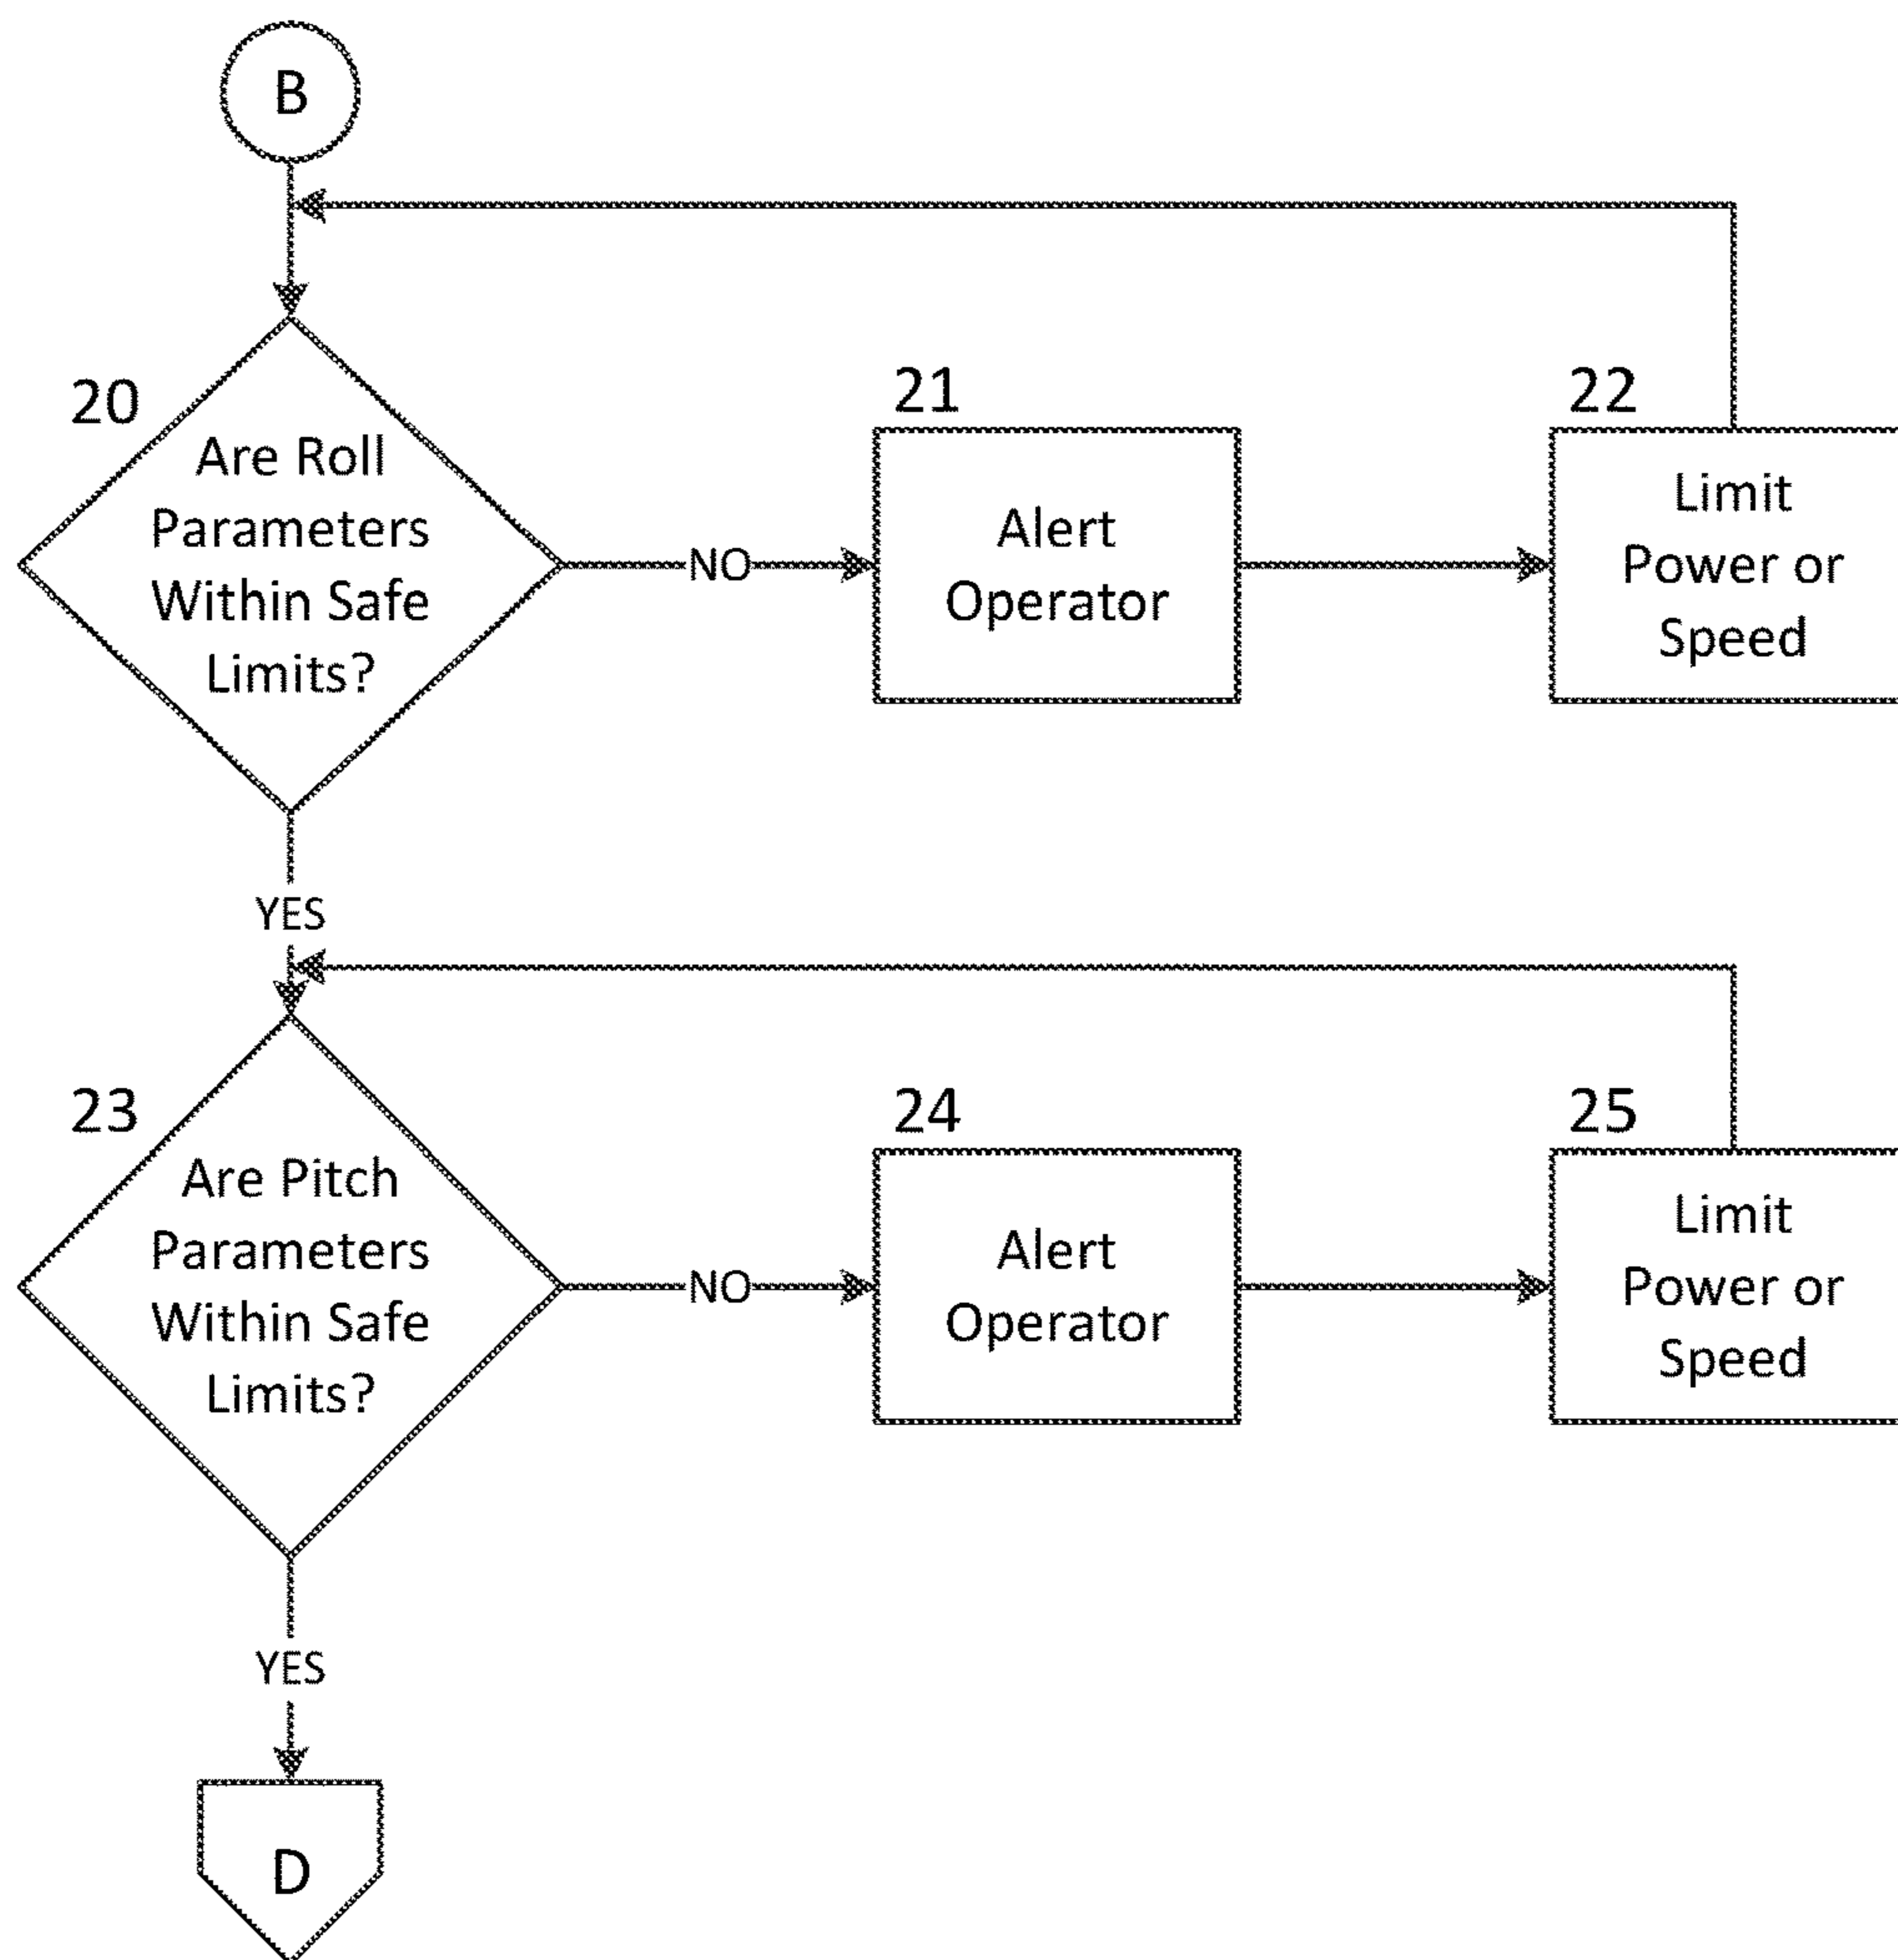 B
20
Are Roll
Parameters
Within Safe
Limits?
NO
21
Alert
Operator
22
Limit
Power or
Speed
YES
23
Are Pitch
Parameters
Within Safe
Limits?
NO
24
Alert
Operator
25
Limit
Power or
Speed
YES
D